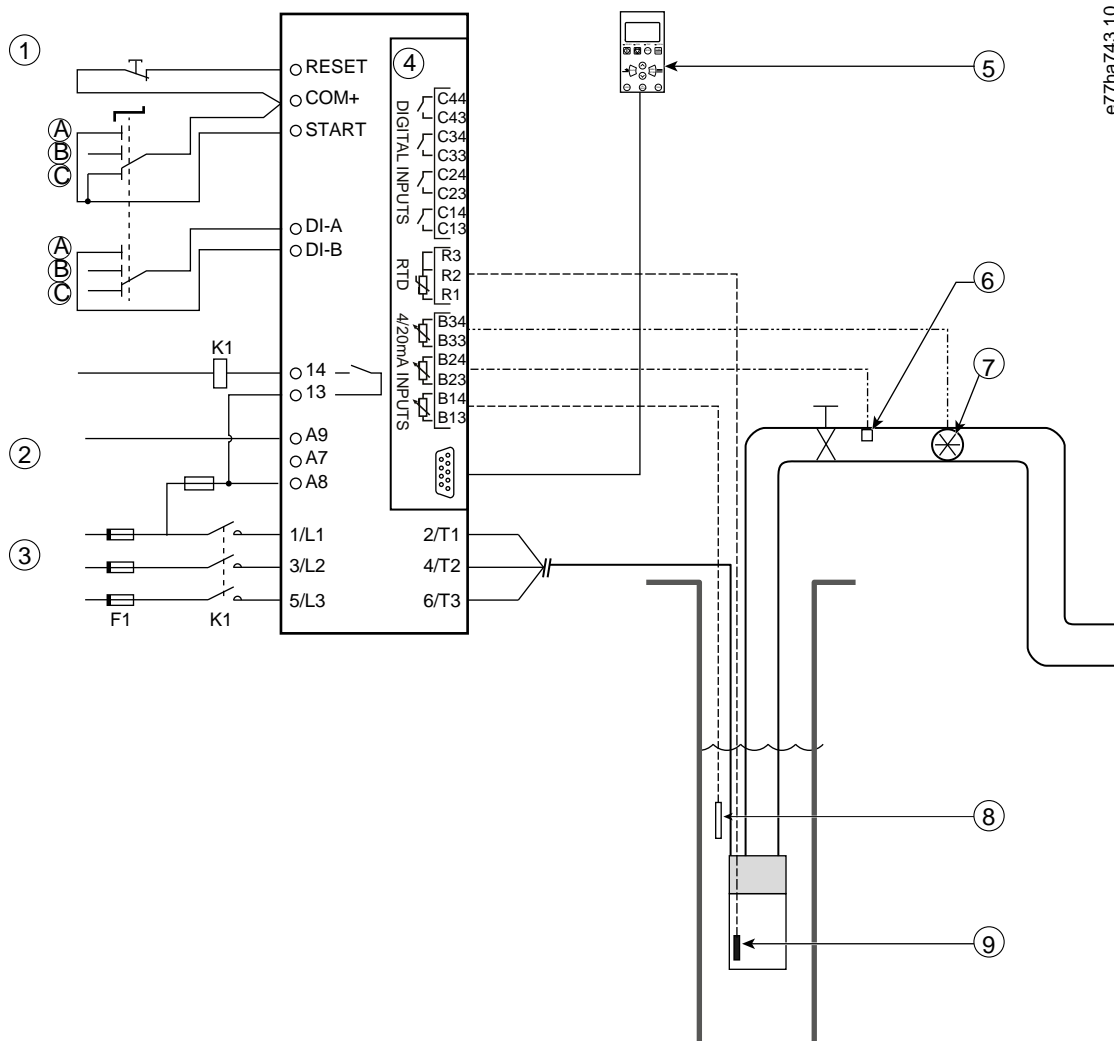 1
RESET
COM+
START
A
B
C
DI-A
DI-B
A
B
C
K1
14
13
2
A9
A7
A8
3
1/L1
3/L2
5/L3
F1
K1
2/T1
4/T2
6/T3
4
DIGITAL INPUTS
C44
C43
C34
C33
C24
C23
C14
C13
RTD
R3
R2
R1
4/20mA INPUTS
B34
B33
B24
B23
B14
B13
5
6
7
8
9
e77ha743.10